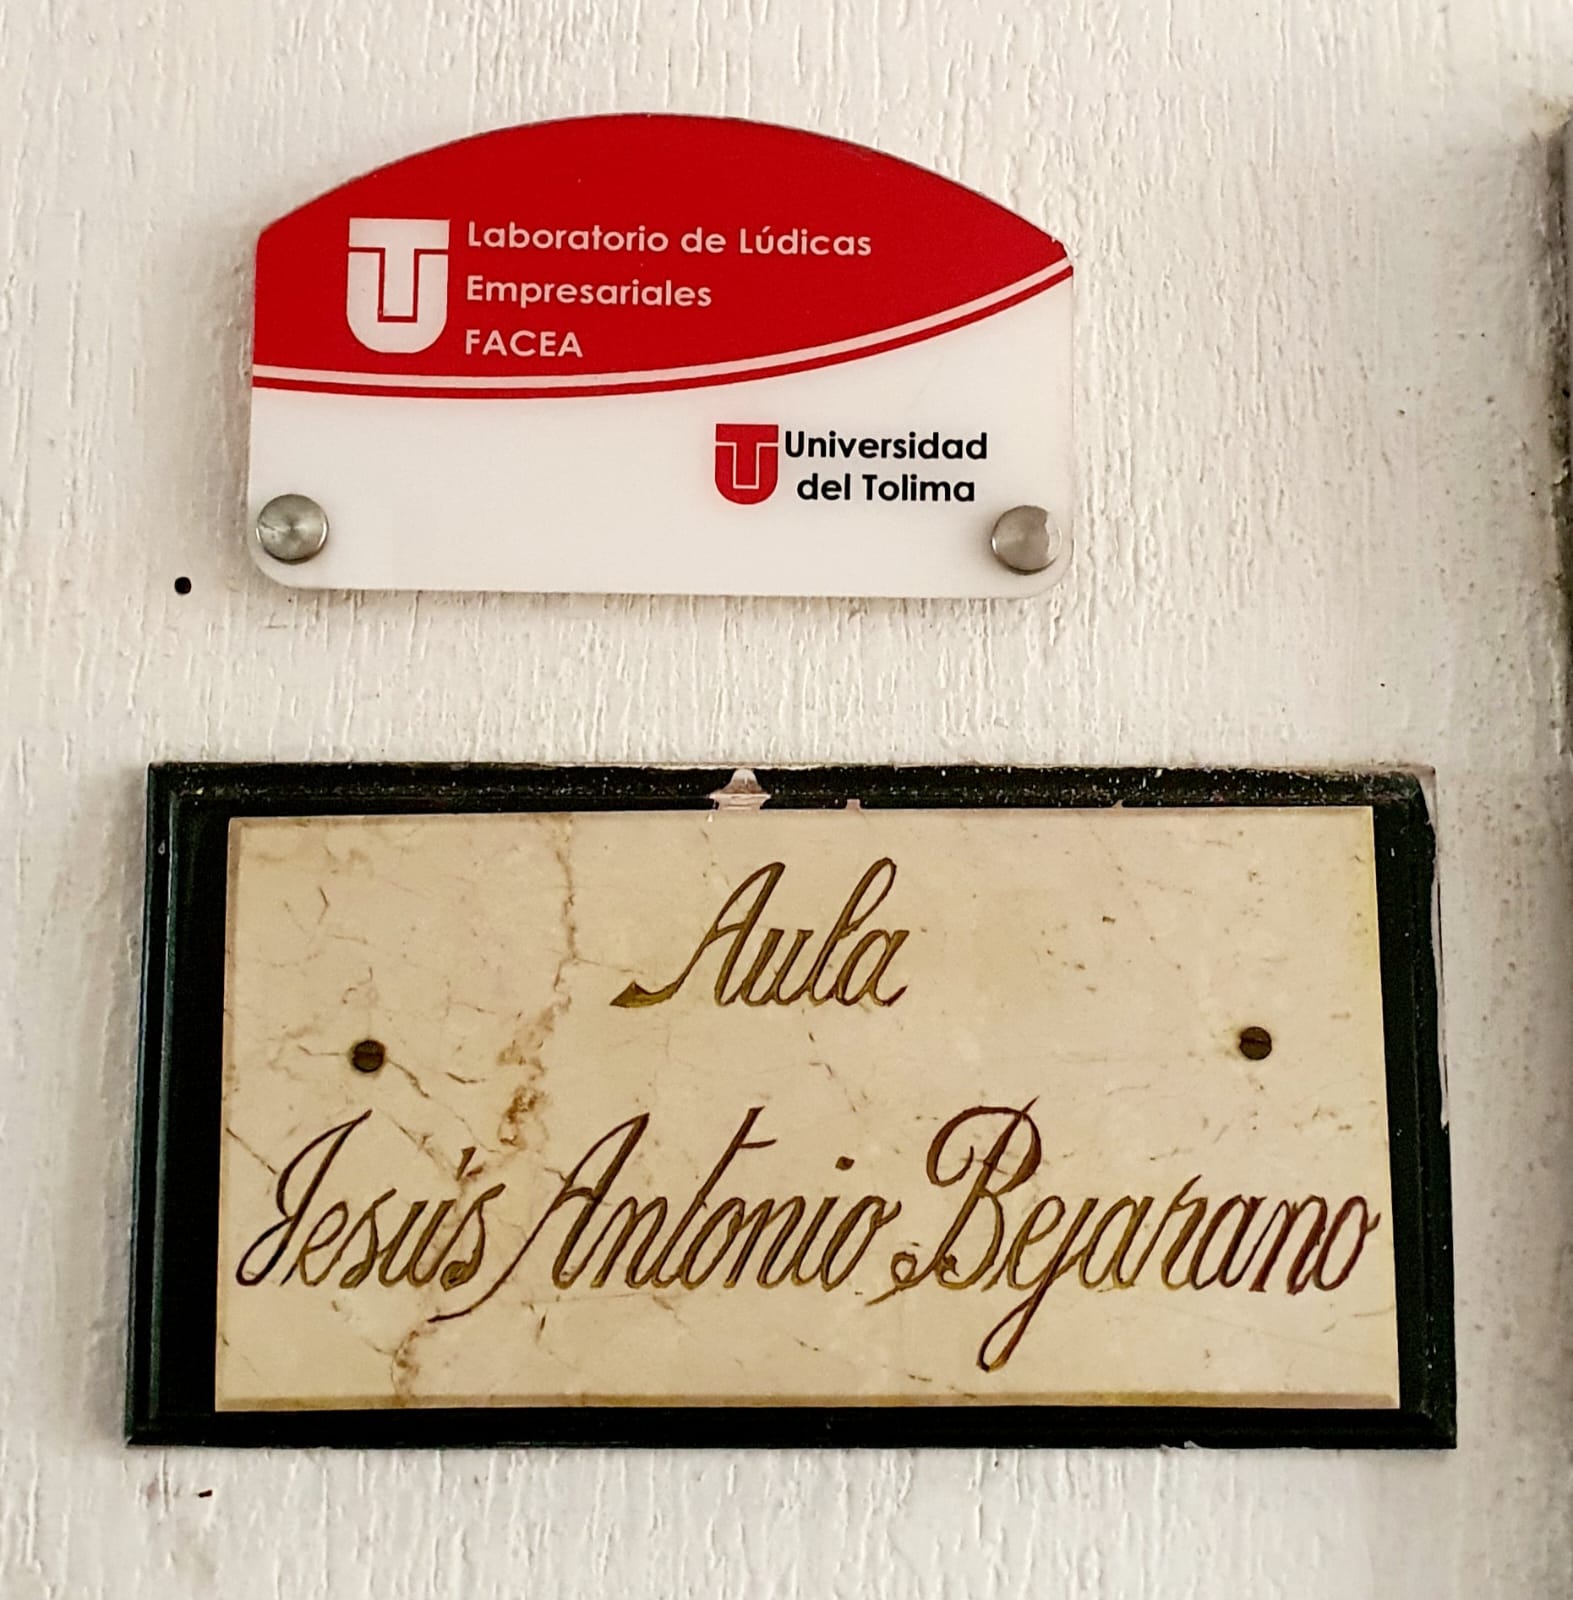 Laboratorio de Lúdicas
Empresariales
FACEA
Universidad
del Tolima
Aula
Jesús Antonio Bejarano